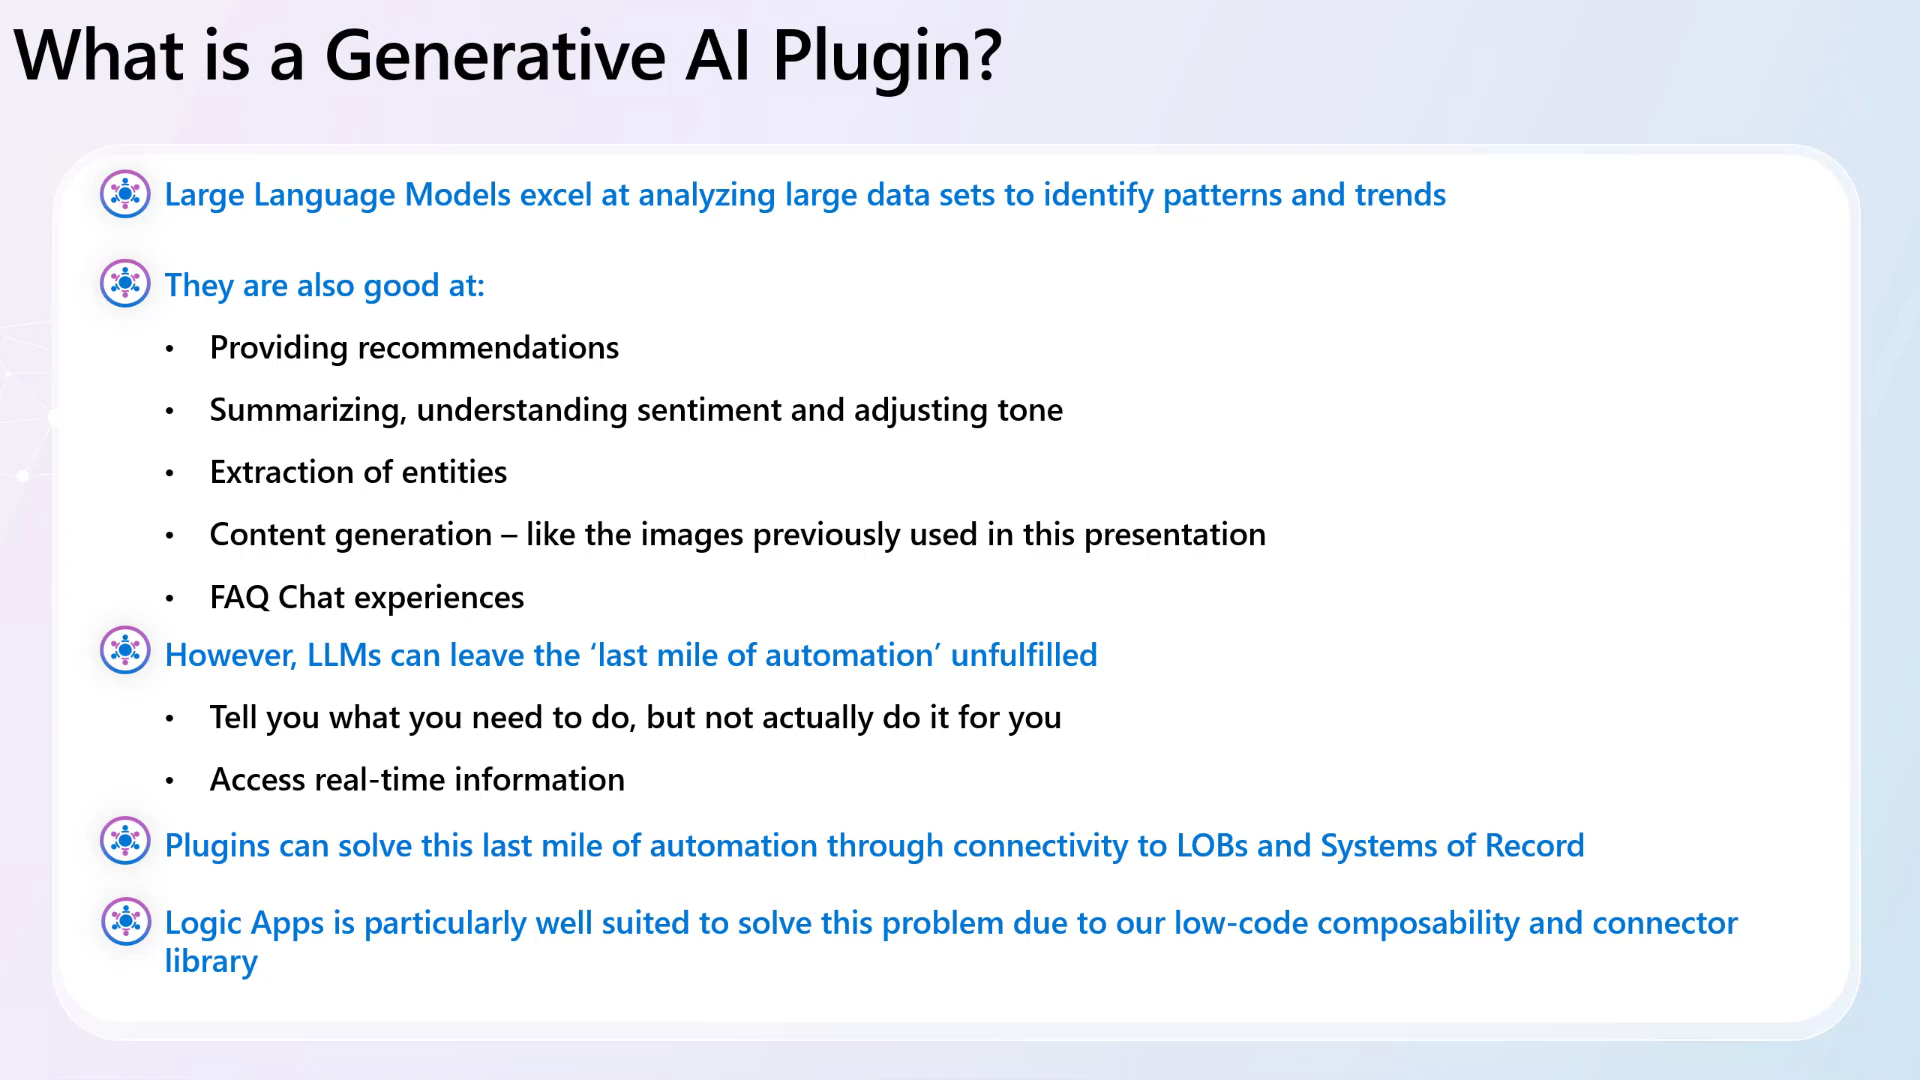 What is a Generative AI Plugin?
Large Language Models excel at analyzing large data sets to identify patterns and trends
They are also good at:
• Providing recommendations
• Summarizing, understanding sentiment and adjusting tone
• Extraction of entities
• Content generation – like the images previously used in this presentation
• FAQ Chat experiences
However, LLMs can leave the ‘last mile of automation’ unfulfilled
• Tell you what you need to do, but not actually do it for you
• Access real-time information
Plugins can solve this last mile of automation through connectivity to LOBs and Systems of Record
Logic Apps is particularly well suited to solve this problem due to our low-code composability and connector
library